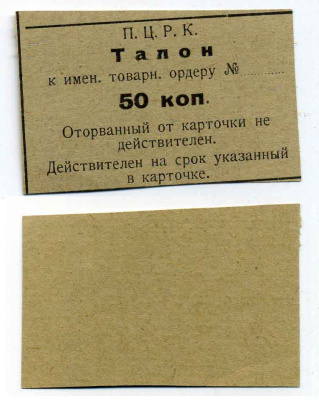 П. Ц. Р. К.
Талон
к имен. товарн. ордеру №..........
50 коп.
Оторванный от карточки не
действителен.
Действителен на срок указанный
в карточке.